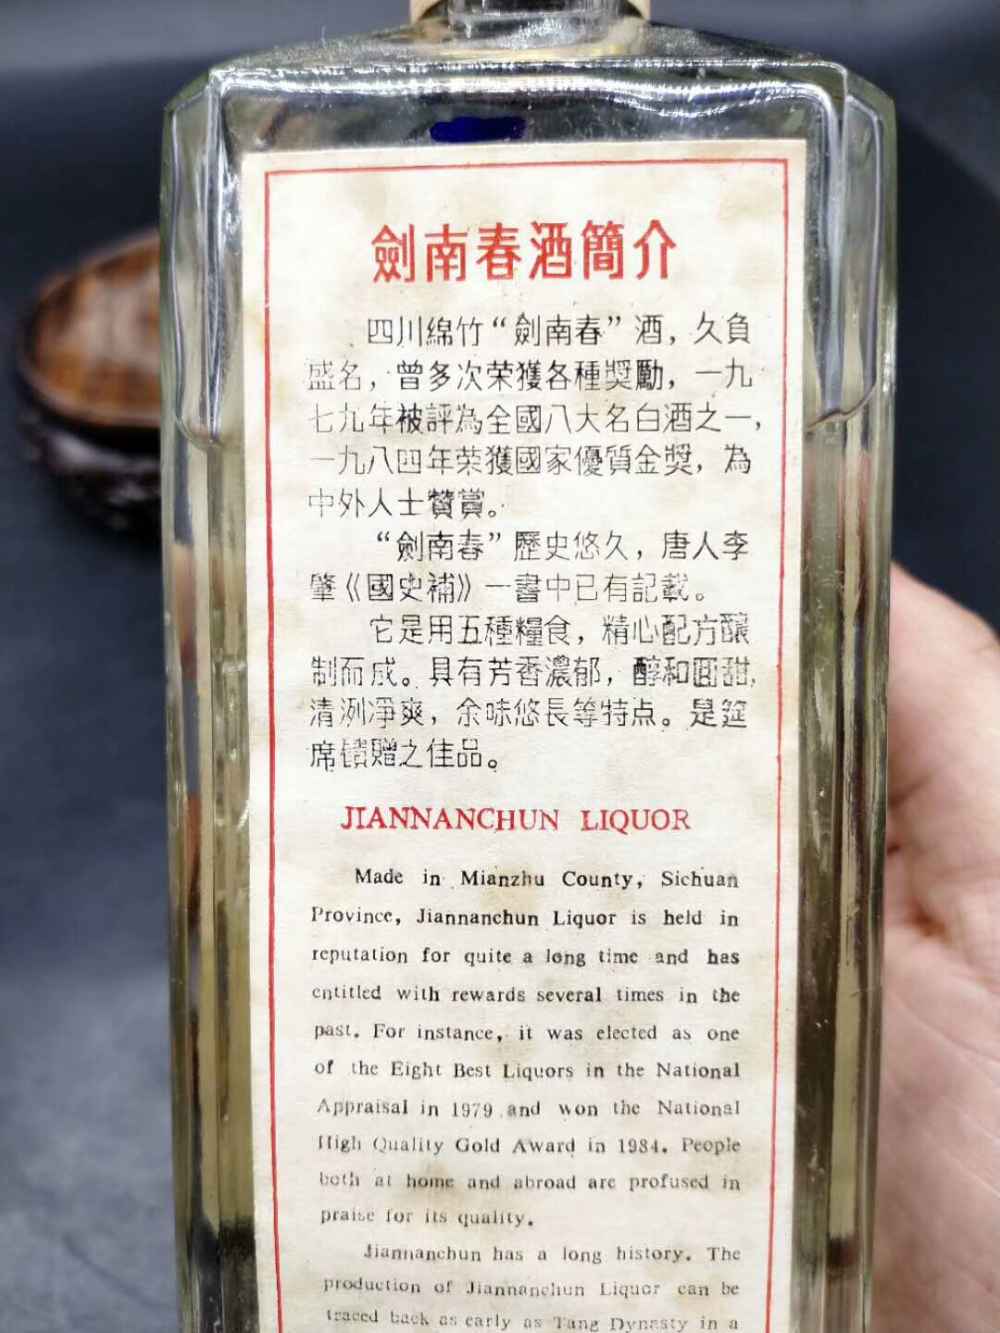 劍南春酒簡介
四川綿竹“劍南春”酒，久負
盛名，曾多次荣獲各種獎勵，一九
七九年被評為全國八大名白酒之一，
一九八四年荣獲國家優質金獎，為
中外人士贊賞。
“劍南春”歷史悠久，唐人李
肇《國史補》一書中已有記載。
它是用五種糧食，精心配方釀
制而成。具有芳香濃郁，醇和回甜，
清洌净爽，余味悠長等特点。是筵
席饋贈之佳品。
JIANNANCHUN LIQUOR
Made in Mianzhu County, Sichuan
Province, Jiannanchun Liquor is held in
reputation for quite a long time and has
entitled with rewards several times in the
past. For instance, it was elected as one
of the Eight Best Liquors in the National
Appraisal in 1979 and won the National
High Quality Gold Award in 1984. People
both at home and abroad are profused in
praise for its quality.
Jiannanchun has a long history. The
production of Jiannanchun Liquor can be
traced back as early as Tang Dynasty in a